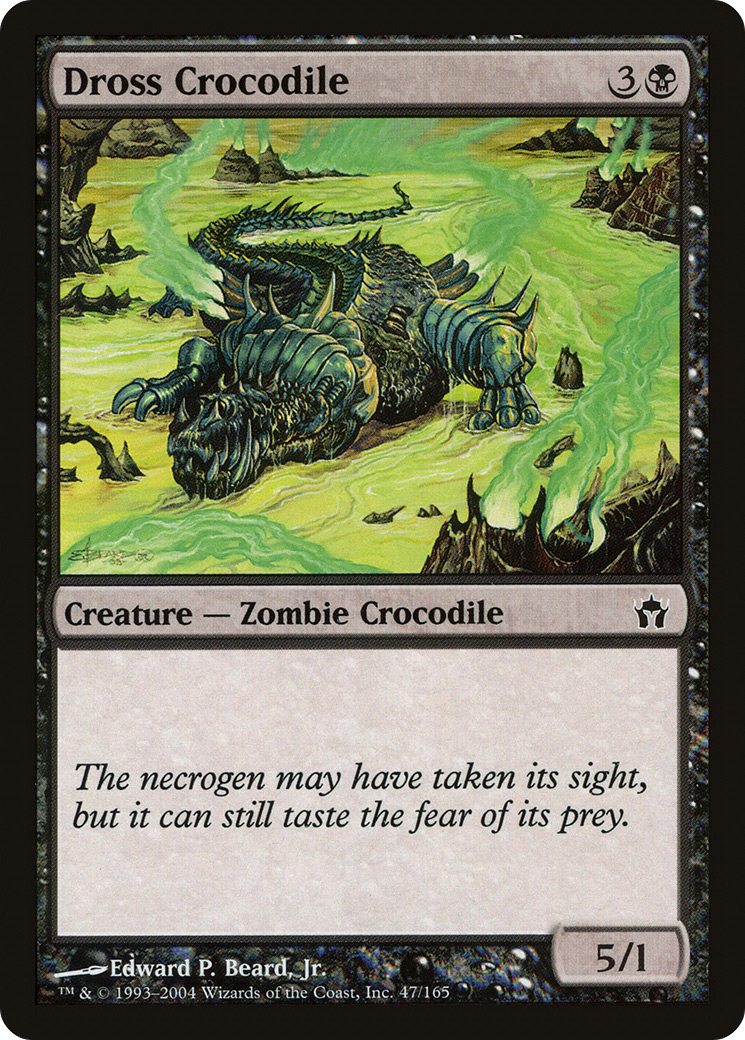 Dross Crocodile
3
Creature — Zombie Crocodile
The necrogen may have taken its sight,
but it can still taste the fear of its prey.
5/1
Edward P. Beard, Jr.
™ & © 1993–2004 Wizards of the Coast, Inc. 47/165